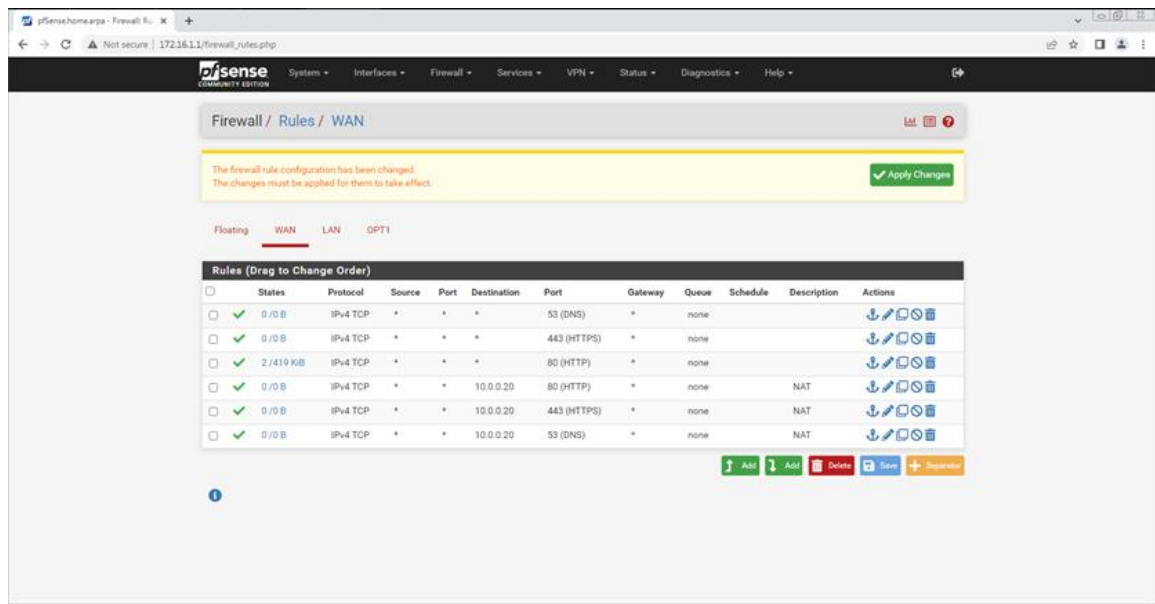 pfSense.home.arpa - Firewall: Ru
Not secure 172.16.1.1/firewall_rules.php
pfsense System Interfaces Firewall Services VPN Status Diagnostics Help
COMMUNITY EDITION
Firewall / Rules / WAN
The firewall rule configuration has been changed.
The changes must be applied for them to take effect.
Apply Changes
Floating WAN LAN OPT1
Rules (Drag to Change Order)
States Protocol Source Port Destination Port Gateway Queue Schedule Description Actions
0 /0 B IPv4 TCP * * * 53 (DNS) * none
0 /0 B IPv4 TCP * * * 443 (HTTPS) * none
2 /419 KiB IPv4 TCP * * * 80 (HTTP) * none
0 /0 B IPv4 TCP * * 10.0.0.20 80 (HTTP) * none NAT
0 /0 B IPv4 TCP * * 10.0.0.20 443 (HTTPS) * none NAT
0 /0 B IPv4 TCP * * 10.0.0.20 53 (DNS) * none NAT
Add Add Delete Save Separator